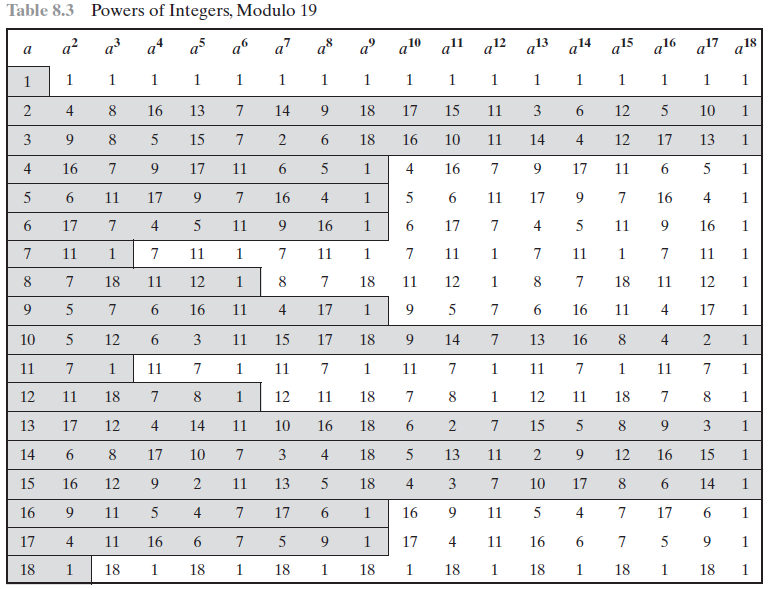 Table 8.3 Powers of Integers, Modulo 19
a a² a³ a⁴ a⁵ a⁶ a⁷ a⁸ a⁹ a¹⁰ a¹¹ a¹² a¹³ a¹⁴ a¹⁵ a¹⁶ a¹⁷ a¹⁸
1 1 1 1 1 1 1 1 1 1 1 1 1 1 1 1 1 1
2 4 8 16 13 7 14 9 18 17 15 11 3 6 12 5 10 1
3 9 8 5 15 7 2 6 18 16 10 11 14 4 12 17 13 1
4 16 7 9 17 11 6 5 1 4 16 7 9 17 11 6 5 1
5 6 11 17 9 7 16 4 1 5 6 11 17 9 7 16 4 1
6 17 7 4 5 11 9 16 1 6 17 7 4 5 11 9 16 1
7 11 1 7 11 1 7 11 1 7 11 1 7 11 1 7 11 1
8 7 18 11 12 1 8 7 18 11 12 1 8 7 18 11 12 1
9 5 7 6 16 11 4 17 1 9 5 7 6 16 11 4 17 1
10 5 12 6 3 11 15 17 18 9 14 7 13 16 8 4 2 1
11 7 1 11 7 1 11 7 1 11 7 1 11 7 1 11 7 1
12 11 18 7 8 1 12 11 18 7 8 1 12 11 18 7 8 1
13 17 12 4 14 11 10 16 18 6 2 7 15 5 8 9 3 1
14 6 8 17 10 7 3 4 18 5 13 11 2 9 12 16 15 1
15 16 12 9 2 11 13 5 18 4 3 7 10 17 8 6 14 1
16 9 11 5 4 7 17 6 1 16 9 11 5 4 7 17 6 1
17 4 11 16 6 7 5 9 1 17 4 11 16 6 7 5 9 1
18 1 18 1 18 1 18 1 18 1 18 1 18 1 18 1 18 1